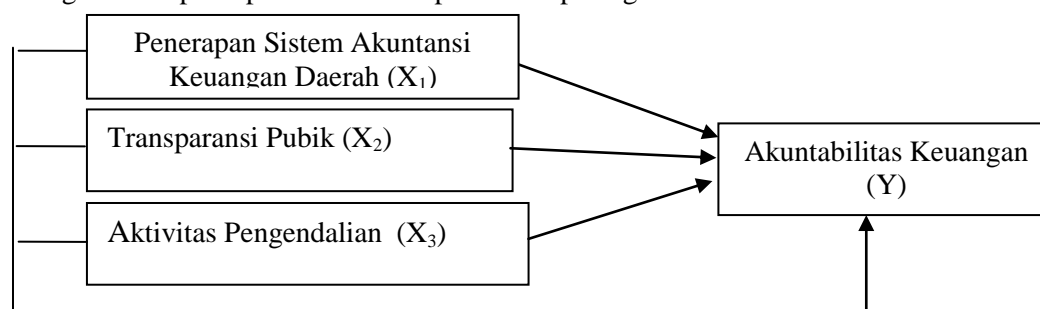 Penerapan Sistem Akuntansi
Keuangan Daerah (X₁)
Transparansi Pubik (X₂)
Akuntabilitas Keuangan
(Y)
Aktivitas Pengendalian (X₃)